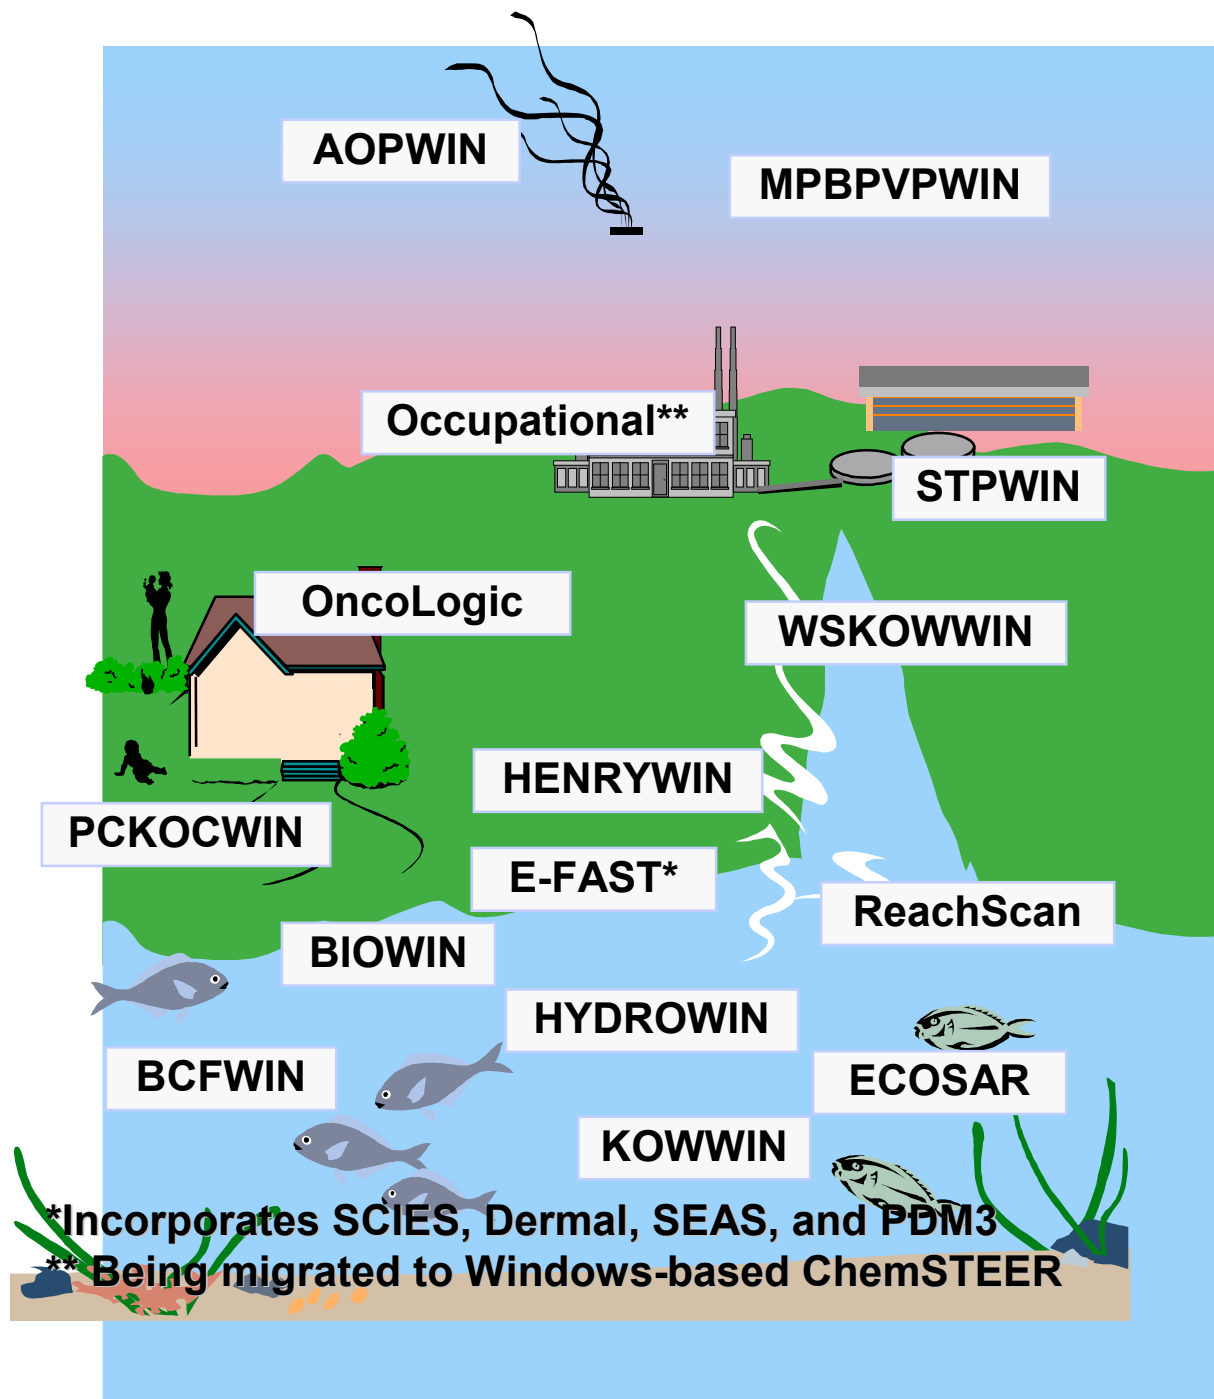 AOPWIN
MPBPVPWIN
Occupational**
STPWIN
OncoLogic
WSKOWWIN
HENRYWIN
PCKOCWIN
E-FAST*
ReachScan
BIOWIN
HYDROWIN
BCFWIN
ECOSAR
KOWWIN
*Incorporates SCIES, Dermal, SEAS, and PDM3
** Being migrated to Windows-based ChemSTEER